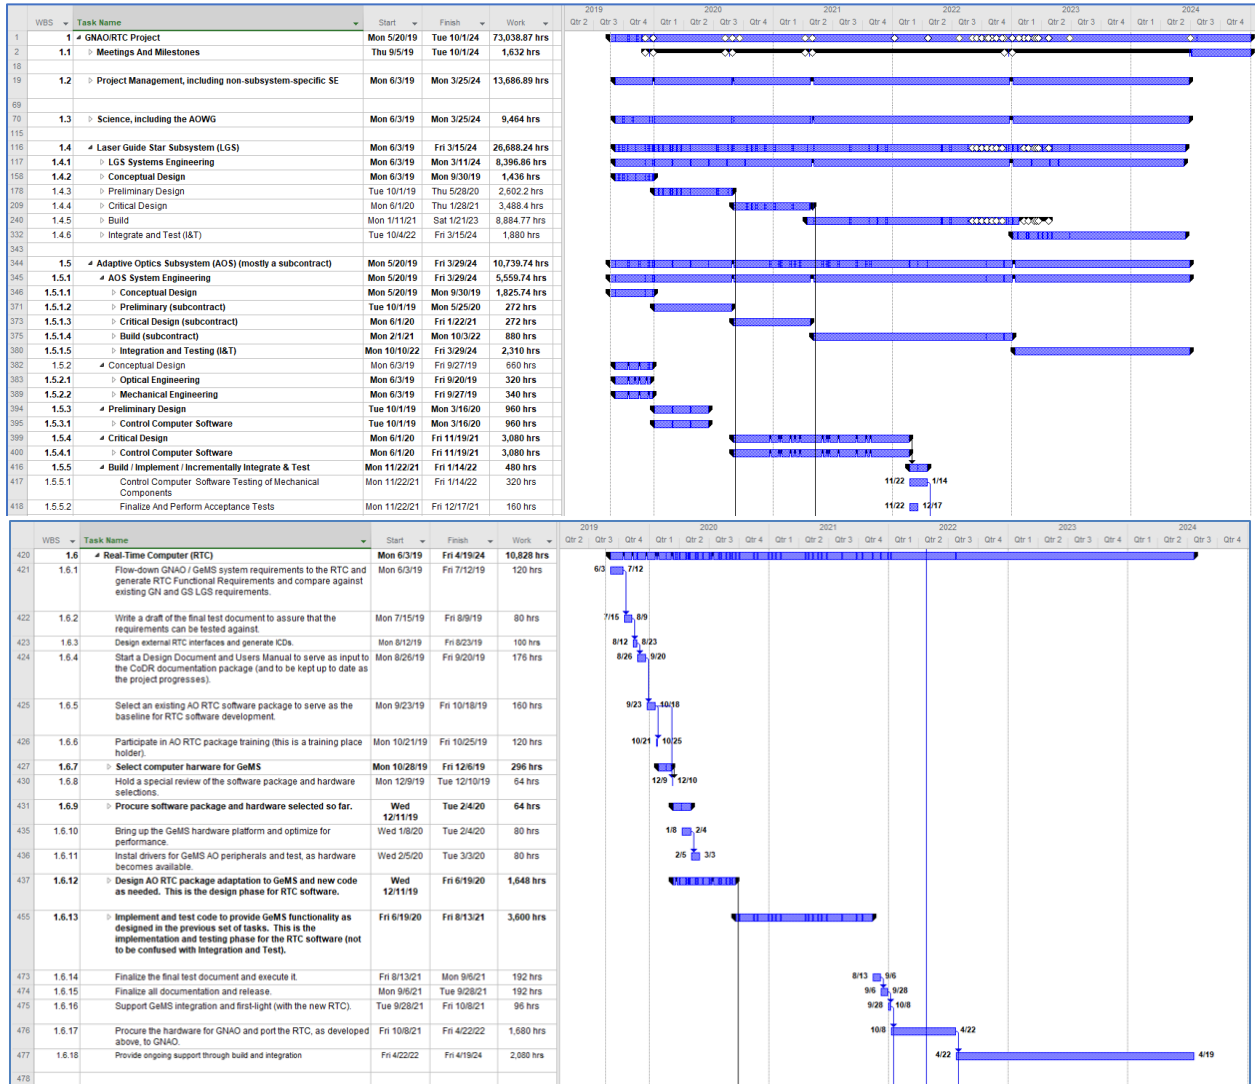 2019 2020 2021 2022 2023 2024
WBS Task Name Start Finish Work Qtr 2 Qtr 3 Qtr 4 Qtr 1 Qtr 2 Qtr 3 Qtr 4 Qtr 1 Qtr 2 Qtr 3 Qtr 4 Qtr 1 Qtr 2 Qtr 3 Qtr 4 Qtr 1 Qtr 2 Qtr 3 Qtr 4 Qtr 1 Qtr 2 Qtr 3 Qtr 4
1 1 GNAO/RTC Project Mon 5/20/19 Tue 10/1/24 73,038.87 hrs
2 1.1 Meetings And Milestones Thu 9/5/19 Tue 10/1/24 1,632 hrs
18
19 1.2 Project Management, including non-subsystem-specific SE Mon 6/3/19 Mon 3/25/24 13,686.89 hrs
69
70 1.3 Science, including the AOWG Mon 6/3/19 Mon 3/25/24 9,464 hrs
115
116 1.4 Laser Guide Star Subsystem (LGS) Mon 6/3/19 Fri 3/15/24 26,688.24 hrs
117 1.4.1 LGS Systems Engineering Mon 6/3/19 Mon 3/11/24 8,396.86 hrs
158 1.4.2 Conceptual Design Mon 6/3/19 Mon 9/30/19 1,436 hrs
178 1.4.3 Preliminary Design Tue 10/1/19 Thu 5/28/20 2,602.2 hrs
209 1.4.4 Critical Design Mon 6/1/20 Thu 1/28/21 3,488.4 hrs
240 1.4.5 Build Mon 1/11/21 Sat 1/21/23 8,884.77 hrs
332 1.4.6 Integrate and Test (I&T) Tue 10/4/22 Fri 3/15/24 1,880 hrs
343
344 1.5 Adaptive Optics Subsystem (AOS) (mostly a subcontract) Mon 5/20/19 Fri 3/29/24 10,739.74 hrs
345 1.5.1 AOS System Engineering Mon 5/20/19 Fri 3/29/24 5,559.74 hrs
346 1.5.1.1 Conceptual Design Mon 5/20/19 Mon 9/30/19 1,825.74 hrs
371 1.5.1.2 Preliminary (subcontract) Tue 10/1/19 Mon 5/25/20 272 hrs
373 1.5.1.3 Critical Design (subcontract) Mon 6/1/20 Fri 1/22/21 272 hrs
375 1.5.1.4 Build (subcontract) Mon 2/1/21 Mon 10/3/22 880 hrs
380 1.5.1.5 Integration and Testing (I&T) Mon 10/10/22 Fri 3/29/24 2,310 hrs
382 1.5.2 Conceptual Design Mon 6/3/19 Fri 9/27/19 660 hrs
383 1.5.2.1 Optical Engineering Mon 6/3/19 Fri 9/20/19 320 hrs
389 1.5.2.2 Mechanical Engineering Mon 6/3/19 Fri 9/27/19 340 hrs
394 1.5.3 Preliminary Design Tue 10/1/19 Mon 3/16/20 960 hrs
395 1.5.3.1 Control Computer Software Tue 10/1/19 Mon 3/16/20 960 hrs
399 1.5.4 Critical Design Mon 6/1/20 Fri 11/19/21 3,080 hrs
400 1.5.4.1 Control Computer Software Mon 6/1/20 Fri 11/19/21 3,080 hrs
416 1.5.5 Build / Implement / Incrementally Integrate & Test Mon 11/22/21 Fri 1/14/22 480 hrs
417 1.5.5.1 Control Computer Software Testing of Mechanical Mon 11/22/21 Fri 1/14/22 320 hrs 11/22 1/14
Components
418 1.5.5.2 Finalize And Perform Acceptance Tests Mon 11/22/21 Fri 12/17/21 160 hrs 11/22 12/17
2019 2020 2021 2022 2023 2024
WBS Task Name Start Finish Work Qtr 2 Qtr 3 Qtr 4 Qtr 1 Qtr 2 Qtr 3 Qtr 4 Qtr 1 Qtr 2 Qtr 3 Qtr 4 Qtr 1 Qtr 2 Qtr 3 Qtr 4 Qtr 1 Qtr 2 Qtr 3 Qtr 4 Qtr 1 Qtr 2 Qtr 3 Qtr 4
420 1.6 Real-Time Computer (RTC) Mon 6/3/19 Fri 4/19/24 10,828 hrs
421 1.6.1 Flow-down GNAO / GeMS system requirements to the RTC and Mon 6/3/19 Fri 7/12/19 120 hrs 6/3 7/12
generate RTC Functional Requirements and compare against
existing GN and GS LGS requirements.
422 1.6.2 Write a draft of the final test document to assure that the Mon 7/15/19 Fri 8/9/19 80 hrs 7/15 8/9
requirements can be tested against.
423 1.6.3 Design external RTC interfaces and generate ICDs. Mon 8/12/19 Fri 8/23/19 100 hrs 8/12 8/23
424 1.6.4 Start a Design Document and Users Manual to serve as input to Mon 8/26/19 Fri 9/20/19 176 hrs 8/26 9/20
the CoDR documentation package (and to be kept up to date as
the project progresses).
425 1.6.5 Select an existing AO RTC software package to serve as the Mon 9/23/19 Fri 10/18/19 160 hrs 9/23 10/18
baseline for RTC software development.
426 1.6.6 Participate in AO RTC package training (this is a training place Mon 10/21/19 Fri 10/25/19 120 hrs 10/21 10/25
holder).
427 1.6.7 Select computer harware for GeMS Mon 10/28/19 Fri 12/6/19 296 hrs
430 1.6.8 Hold a special review of the software package and hardware Mon 12/9/19 Tue 12/10/19 64 hrs 12/9 12/10
selections.
431 1.6.9 Procure software package and hardware selected so far. Wed Tue 2/4/20 64 hrs
12/11/19
435 1.6.10 Bring up the GeMS hardware platform and optimize for Wed 1/8/20 Tue 2/4/20 80 hrs 1/8 2/4
performance.
436 1.6.11 Instal drivers for GeMS AO peripherals and test, as hardware Wed 2/5/20 Tue 3/3/20 80 hrs 2/5 3/3
becomes available.
437 1.6.12 Design AO RTC package adaptation to GeMS and new code Wed Fri 6/19/20 1,648 hrs
as needed. This is the design phase for RTC software. 12/11/19
455 1.6.13 Implement and test code to provide GeMS functionality as Fri 6/19/20 Fri 8/13/21 3,600 hrs
designed in the previous set of tasks. This is the
implementation and testing phase for the RTC software (not
to be confused with Integration and Test).
473 1.6.14 Finalize the final test document and execute it. Fri 8/13/21 Mon 9/6/21 192 hrs 8/13 9/6
474 1.6.15 Finalize all documentation and release. Mon 9/6/21 Tue 9/28/21 192 hrs 9/6 9/28
475 1.6.16 Support GeMS integration and first-light (with the new RTC). Tue 9/28/21 Fri 10/8/21 96 hrs 9/28 10/8
476 1.6.17 Procure the hardware for GNAO and port the RTC, as developed Fri 10/8/21 Fri 4/22/22 1,680 hrs 10/8 4/22
above, to GNAO.
477 1.6.18 Provide ongoing support through build and integration Fri 4/22/22 Fri 4/19/24 2,080 hrs 4/22 4/19
478